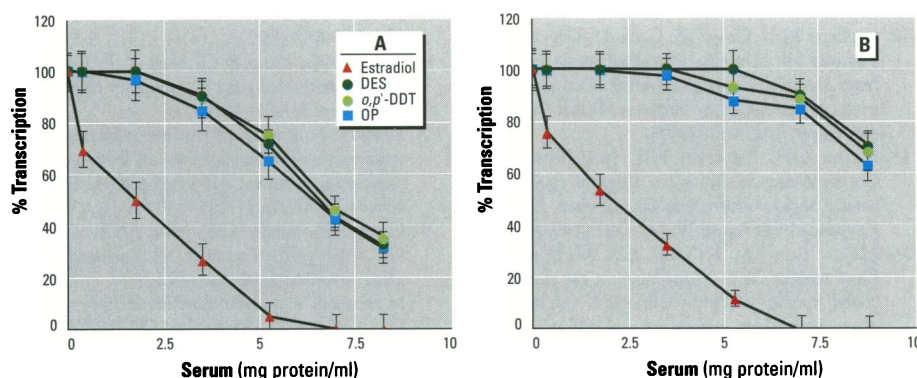 120
100
80
60
40
20
0
% Transcription
0
2.5
5
7.5
10
Serum (mg protein/ml)
A
Estradiol
DES
o,p'-DDT
OP
120
100
80
60
40
20
0
% Transcription
0
2.5
5
7.5
10
Serum (mg protein/ml)
B